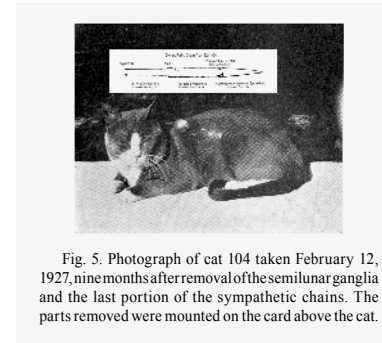 Fig. 5. Photograph of cat 104 taken February 12,
1927, nine months after removal of the semilunar ganglia
and the last portion of the sympathetic chains. The
parts removed were mounted on the card above the cat.